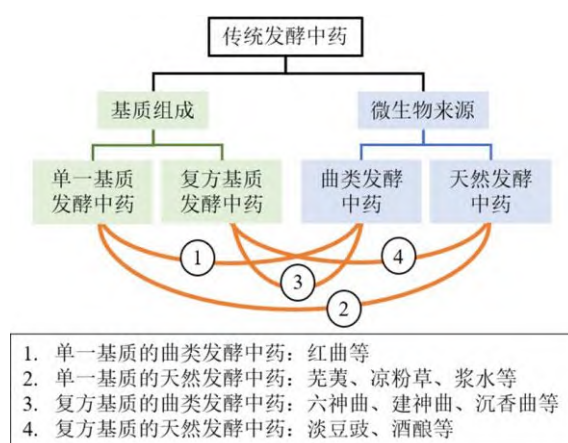 传统发酵中药
基质组成
微生物来源
单一基质
发酵中药
复方基质
发酵中药
曲类发酵
中药
天然发酵
中药
1
4
3
2
1. 单一基质的曲类发酵中药：红曲等
2. 单一基质的天然发酵中药：芜荑、凉粉草、浆水等
3. 复方基质的曲类发酵中药：六神曲、建神曲、沉香曲等
4. 复方基质的天然发酵中药：淡豆豉、酒酿等